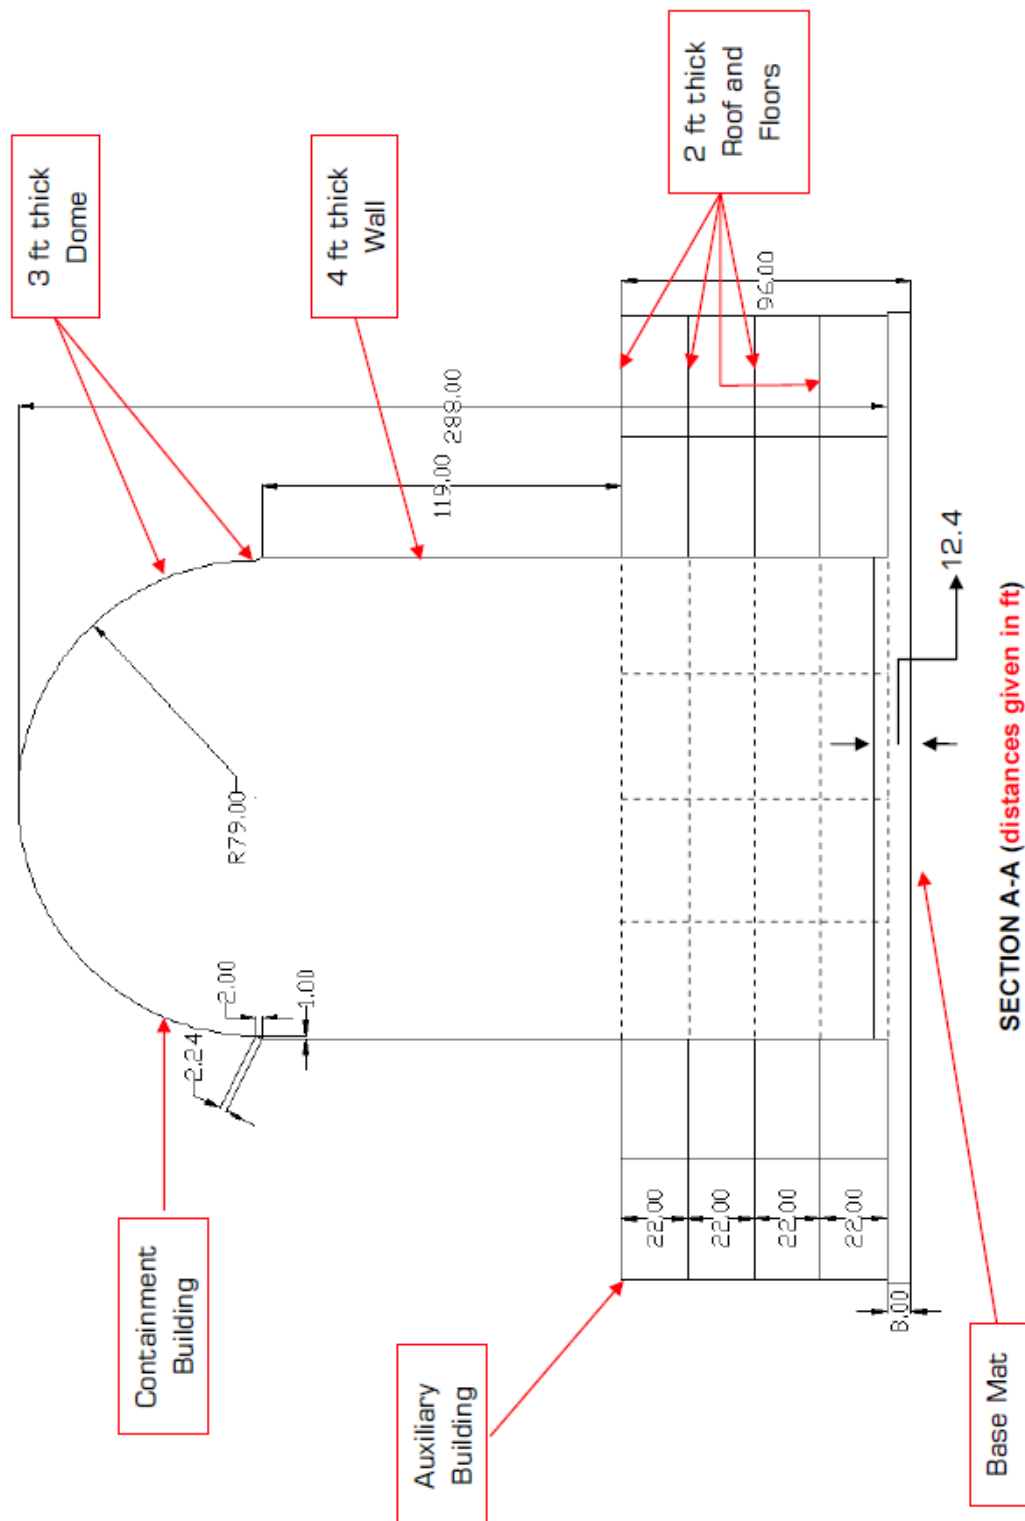 3 ft thick
Dome
4 ft thick
Wall
2 ft thick
Roof and
Floors
Containment
Building
Auxiliary
Building
Base Mat
R79.00
2.00
1.00
2.24
119.00
288.00
96.00
22.00
22.00
22.00
22.00
8.00
12.4
SECTION A-A (distances given in ft)